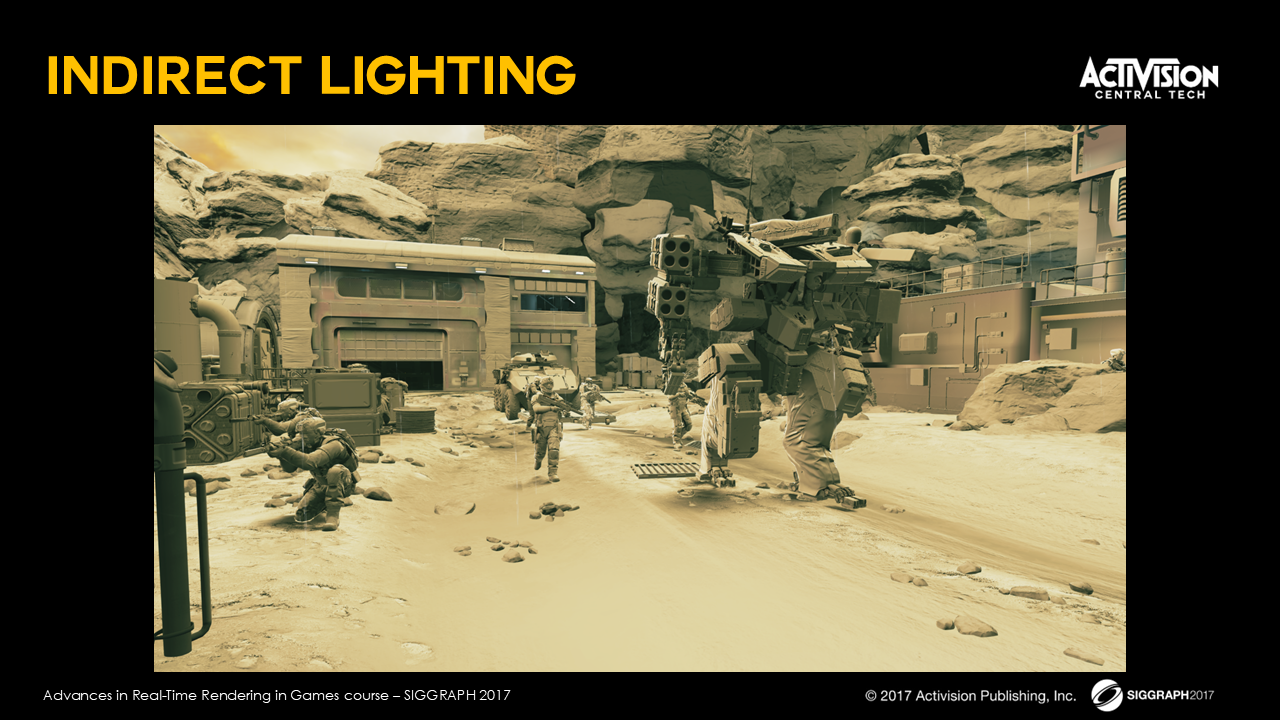 INDIRECT LIGHTING
ACTIVISION
CENTRAL TECH
Advances in Real-Time Rendering in Games course – SIGGRAPH 2017
© 2017 Activision Publishing, Inc.
SIGGRAPH2017